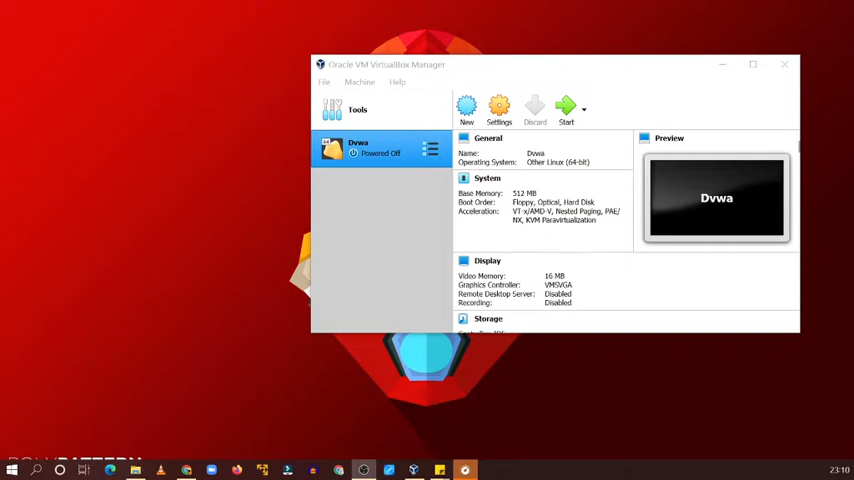 Oracle VM VirtualBox Manager
File Machine Help
Tools
New Settings Discard Start
Dvwa
Powered Off
64
General
Name: Dvwa
Operating System: Other Linux (64-bit)
System
Base Memory: 512 MB
Boot Order: Floppy, Optical, Hard Disk
Acceleration: VT-x/AMD-V, Nested Paging, PAE/
NX, KVM Paravirtualization
Preview
Dvwa
Display
Video Memory: 16 MB
Graphics Controller: VMSVGA
Remote Desktop Server: Disabled
Recording: Disabled
Storage
23:10